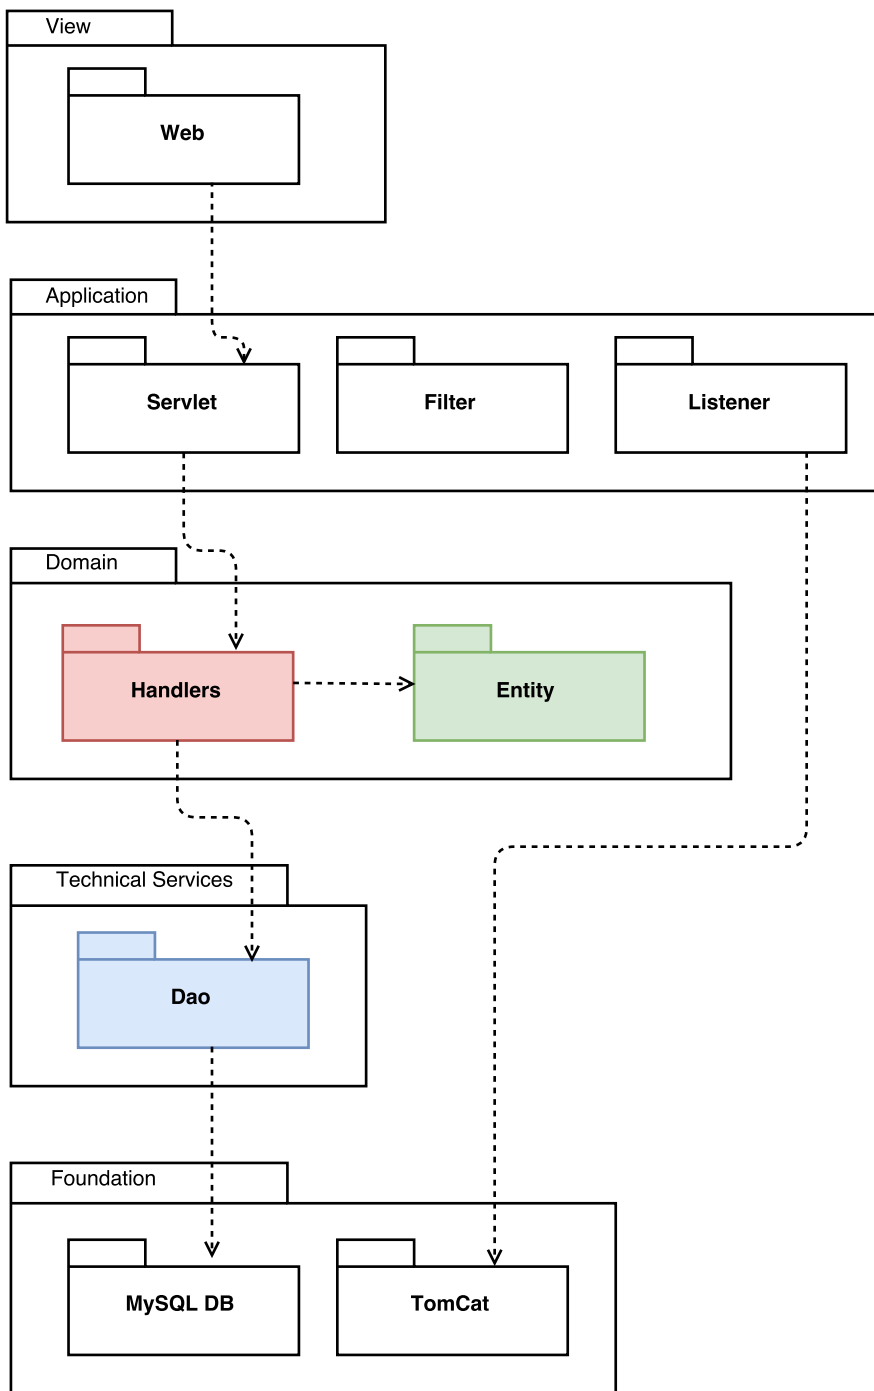 View
Web
Application
Servlet
Filter
Listener
Domain
Handlers
Entity
Technical Services
Dao
Foundation
MySQL DB
TomCat